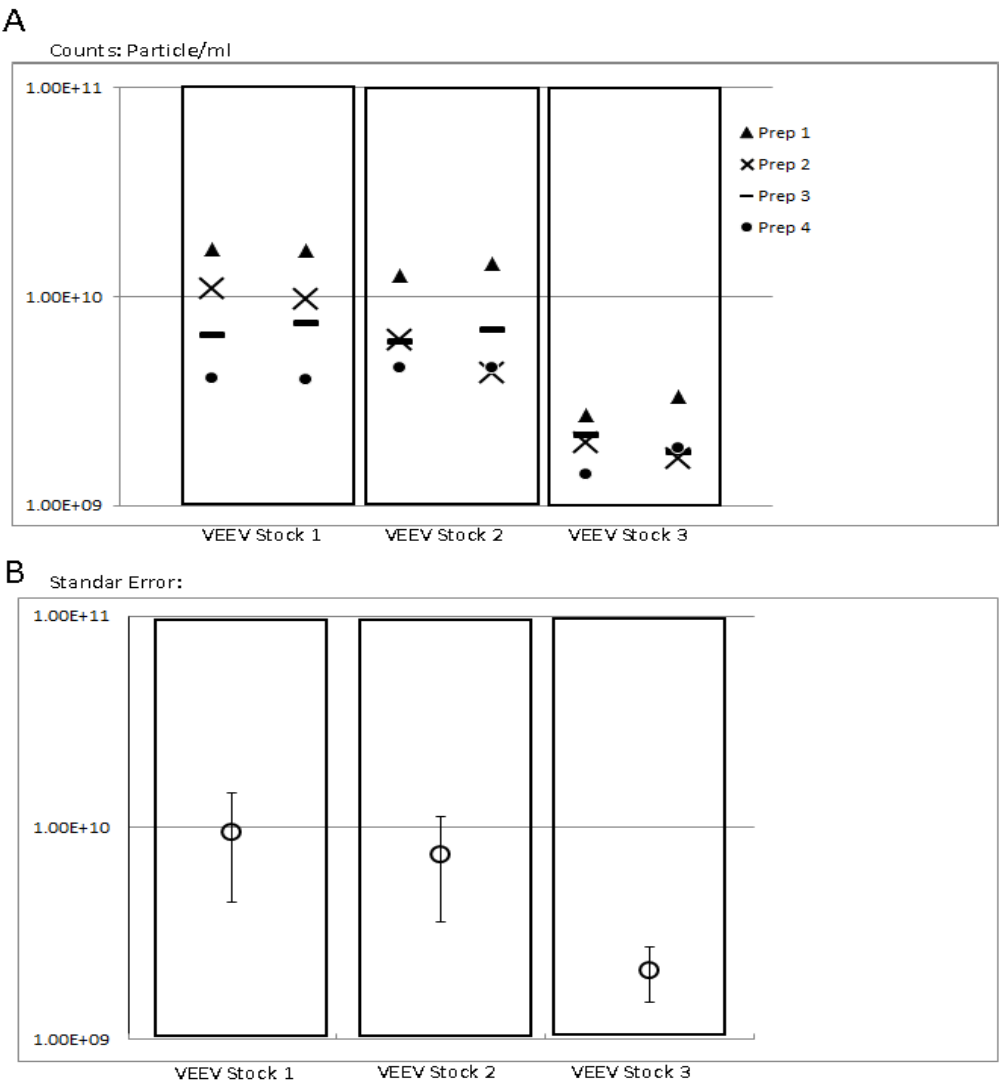 A
Counts: Particle/ml
1.00E+11
Prep 1
Prep 2
Prep 3
Prep 4
1.00E+10
1.00E+09
VEEV Stock 1 VEEV Stock 2 VEEV Stock 3
B
Standar Error:
1.00E+11
1.00E+10
1.00E+09
VEEV Stock 1 VEEV Stock 2 VEEV Stock 3